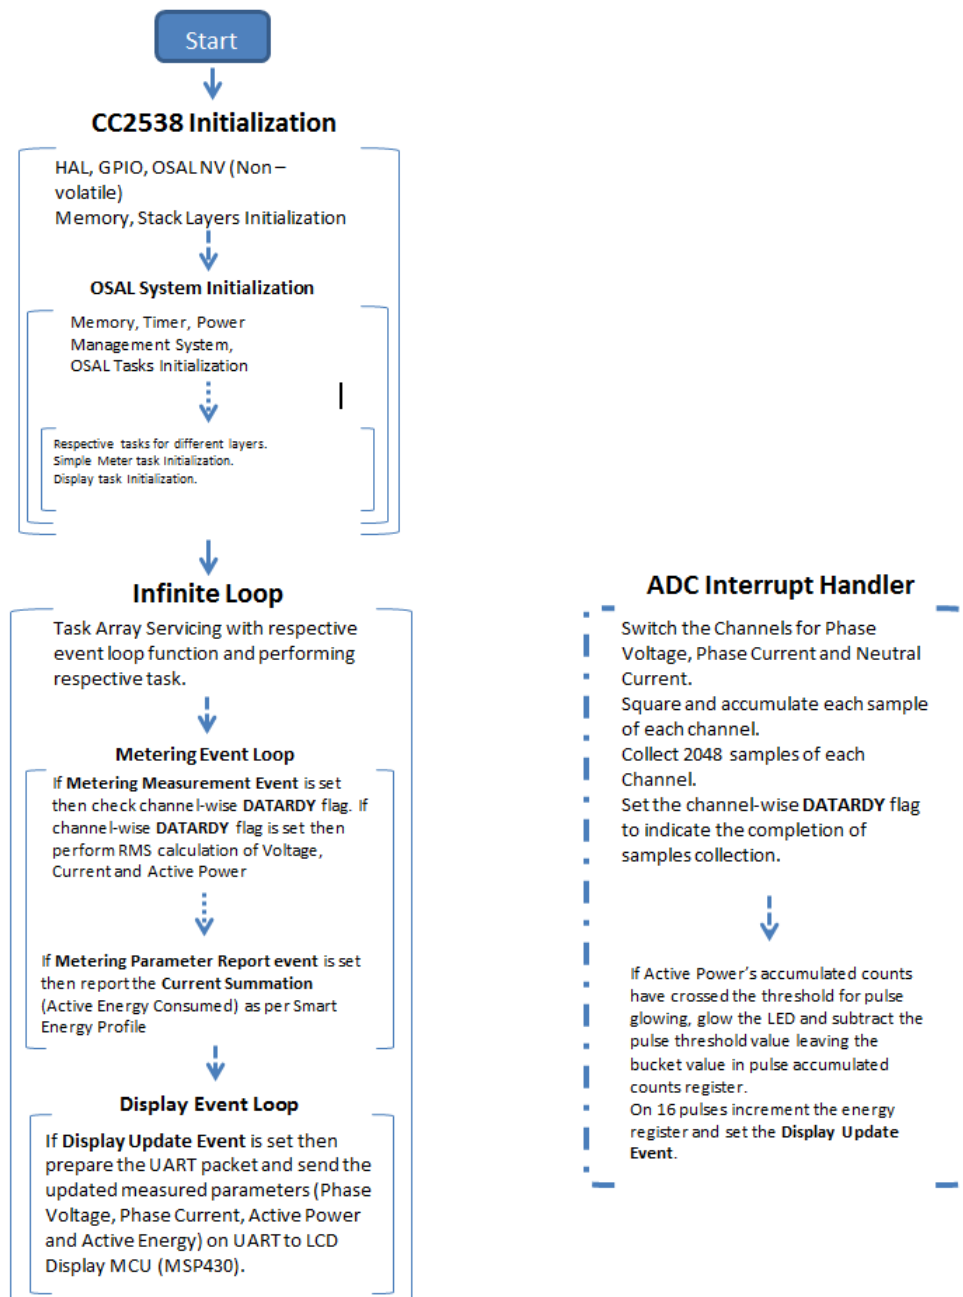 Start
CC2538 Initialization
HAL, GPIO, OSAL NV (Non –
volatile)
Memory, Stack Layers Initialization
OSAL System Initialization
Memory, Timer, Power
Management System,
OSAL Tasks Initialization
Respective tasks for different layers.
Simple Meter task Initialization.
Display task Initialization.
Infinite Loop
Task Array Servicing with respective
event loop function and performing
respective task.
Metering Event Loop
If Metering Measurement Event is set
then check channel-wise DATARDY flag. If
channel-wise DATARDY flag is set then
perform RMS calculation of Voltage,
Current and Active Power
If Metering Parameter Report event is set
then report the Current Summation
(Active Energy Consumed) as per Smart
Energy Profile
Display Event Loop
If Display Update Event is set then
prepare the UART packet and send the
updated measured parameters (Phase
Voltage, Phase Current, Active Power
and Active Energy) on UART to LCD
Display MCU (MSP430).
ADC Interrupt Handler
Switch the Channels for Phase
Voltage, Phase Current and Neutral
Current.
Square and accumulate each sample
of each channel.
Collect 2048 samples of each
Channel.
Set the channel-wise DATARDY flag
to indicate the completion of
samples collection.
If Active Power's accumulated counts
have crossed the threshold for pulse
glowing, glow the LED and subtract the
pulse threshold value leaving the
bucket value in pulse accumulated
counts register.
On 16 pulses increment the energy
register and set the Display Update
Event.